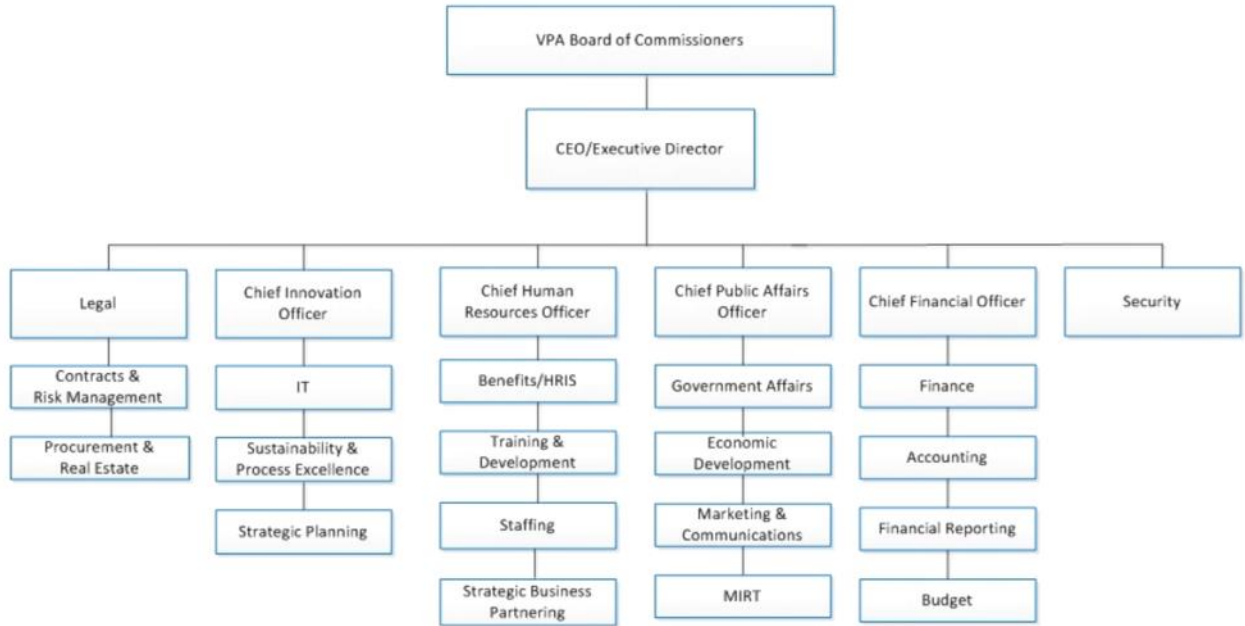 VPA Board of Commissioners
CEO/Executive Director
Legal
Contracts &
Risk Management
Procurement &
Real Estate
Chief Innovation
Officer
IT
Sustainability &
Process Excellence
Strategic Planning
Chief Human
Resources Officer
Benefits/HRIS
Training &
Development
Staffing
Strategic Business
Partnering
Chief Public Affairs
Officer
Government Affairs
Economic
Development
Marketing &
Communications
MIRT
Chief Financial Officer
Finance
Accounting
Financial Reporting
Budget
Security